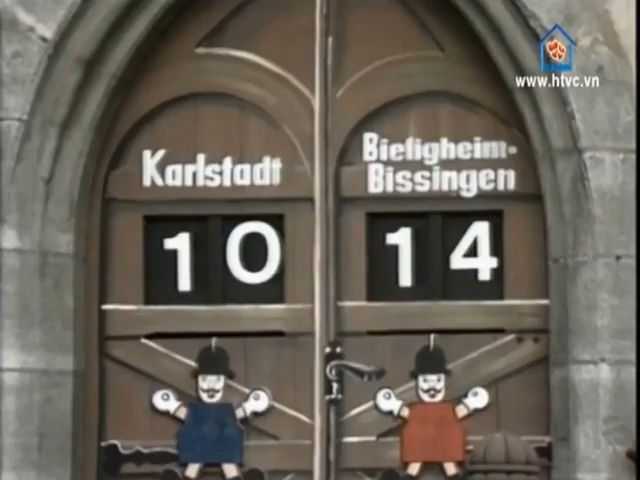 www.htvc.vn
Karlstadt
Bietigheim-
Bissingen
10
14